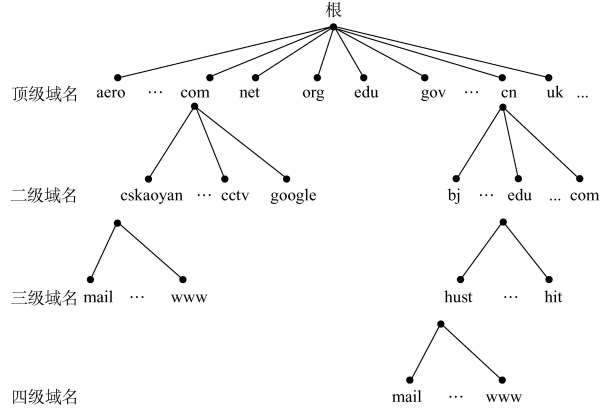 根
顶级域名 aero … com net org edu gov … cn uk ...
二级域名 cskaoyan … cctv google bj … edu ... com
三级域名 mail … www hust … hit
四级域名 mail … www